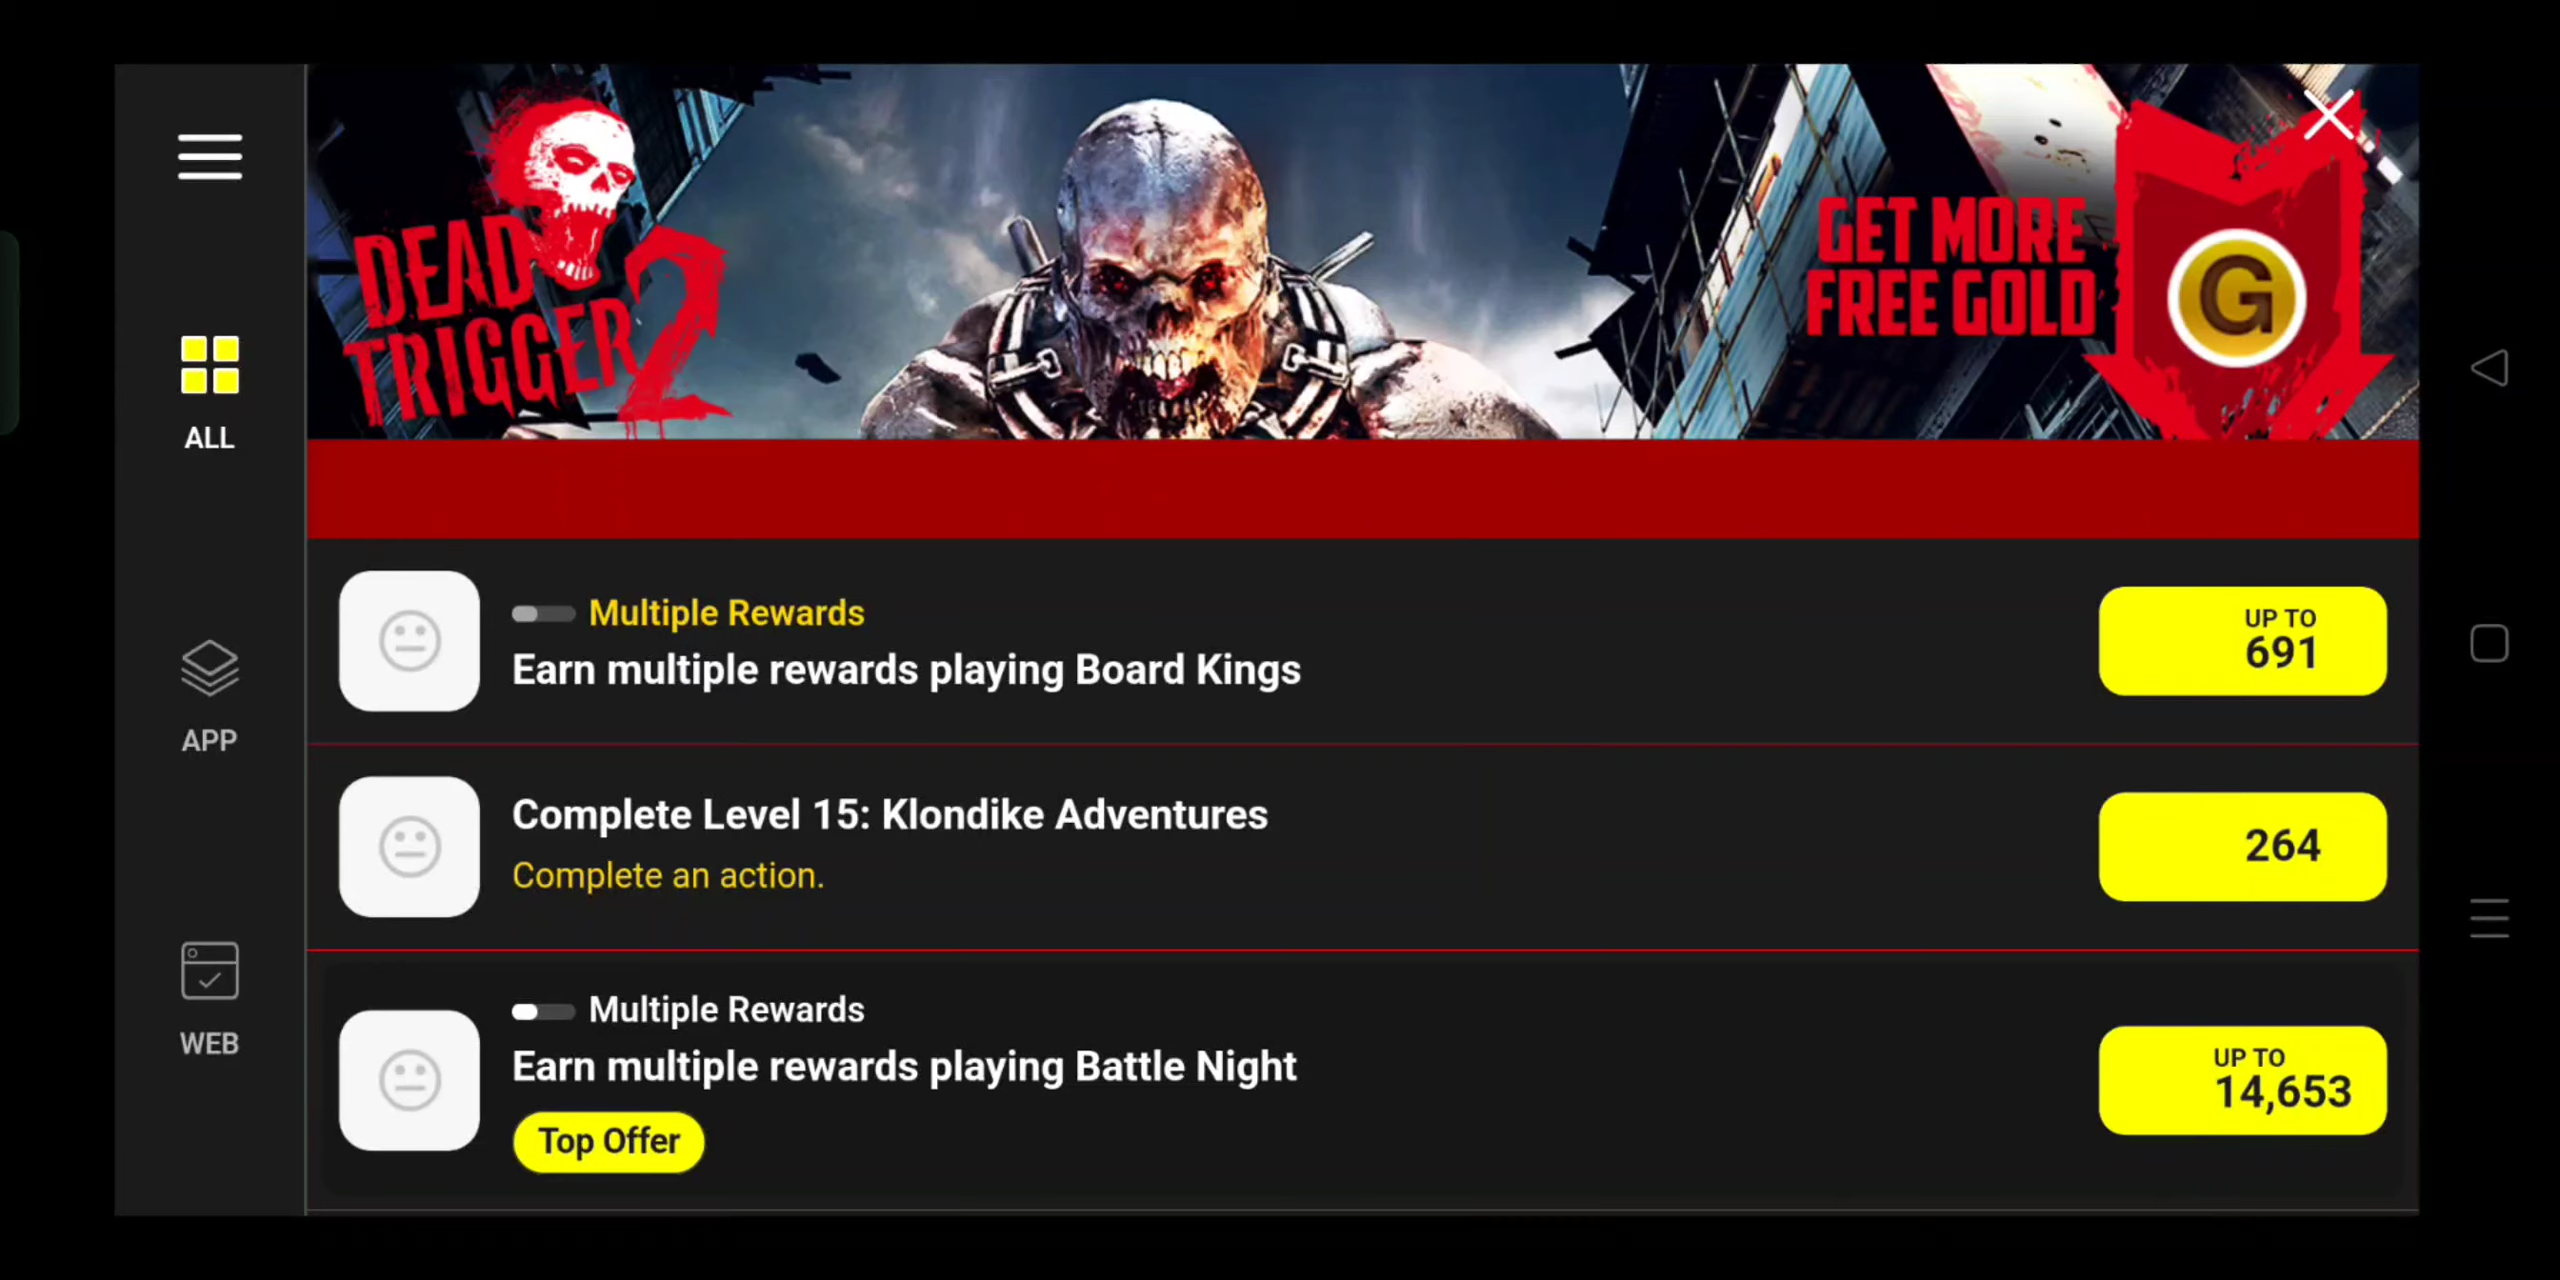 DEAD
TRIGGER 2
GET MORE
FREE GOLD
G
ALL
APP
WEB
Multiple Rewards
Earn multiple rewards playing Board Kings
UP TO
691
Complete Level 15: Klondike Adventures
Complete an action.
264
Multiple Rewards
Earn multiple rewards playing Battle Night
Top Offer
UP TO
14,653